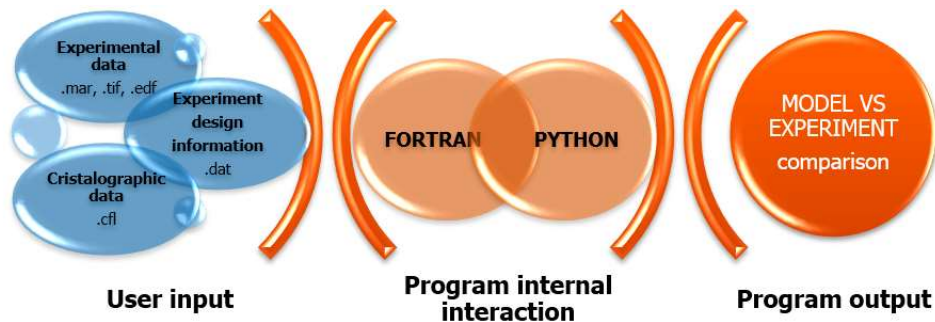 Experimental
data
.mar, .tif, .edf
Experiment
design
information
.dat
Cristalographic
data
.cfl
User input
FORTRAN
PYTHON
Program internal
interaction
MODEL VS
EXPERIMENT
comparison
Program output